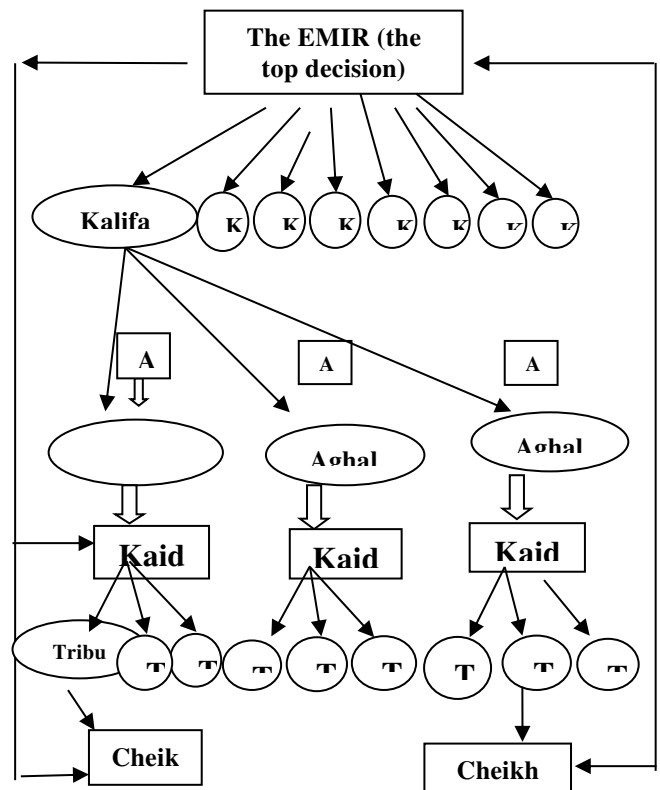 The EMIR (the
top decision)
Kalifa
K
K
K
K
K
K
K
A
A
A
Aghal
Aghal
Kaid
Kaid
Kaid
Tribu
T
T
T
T
T
T
T
T
Cheik
Cheikh